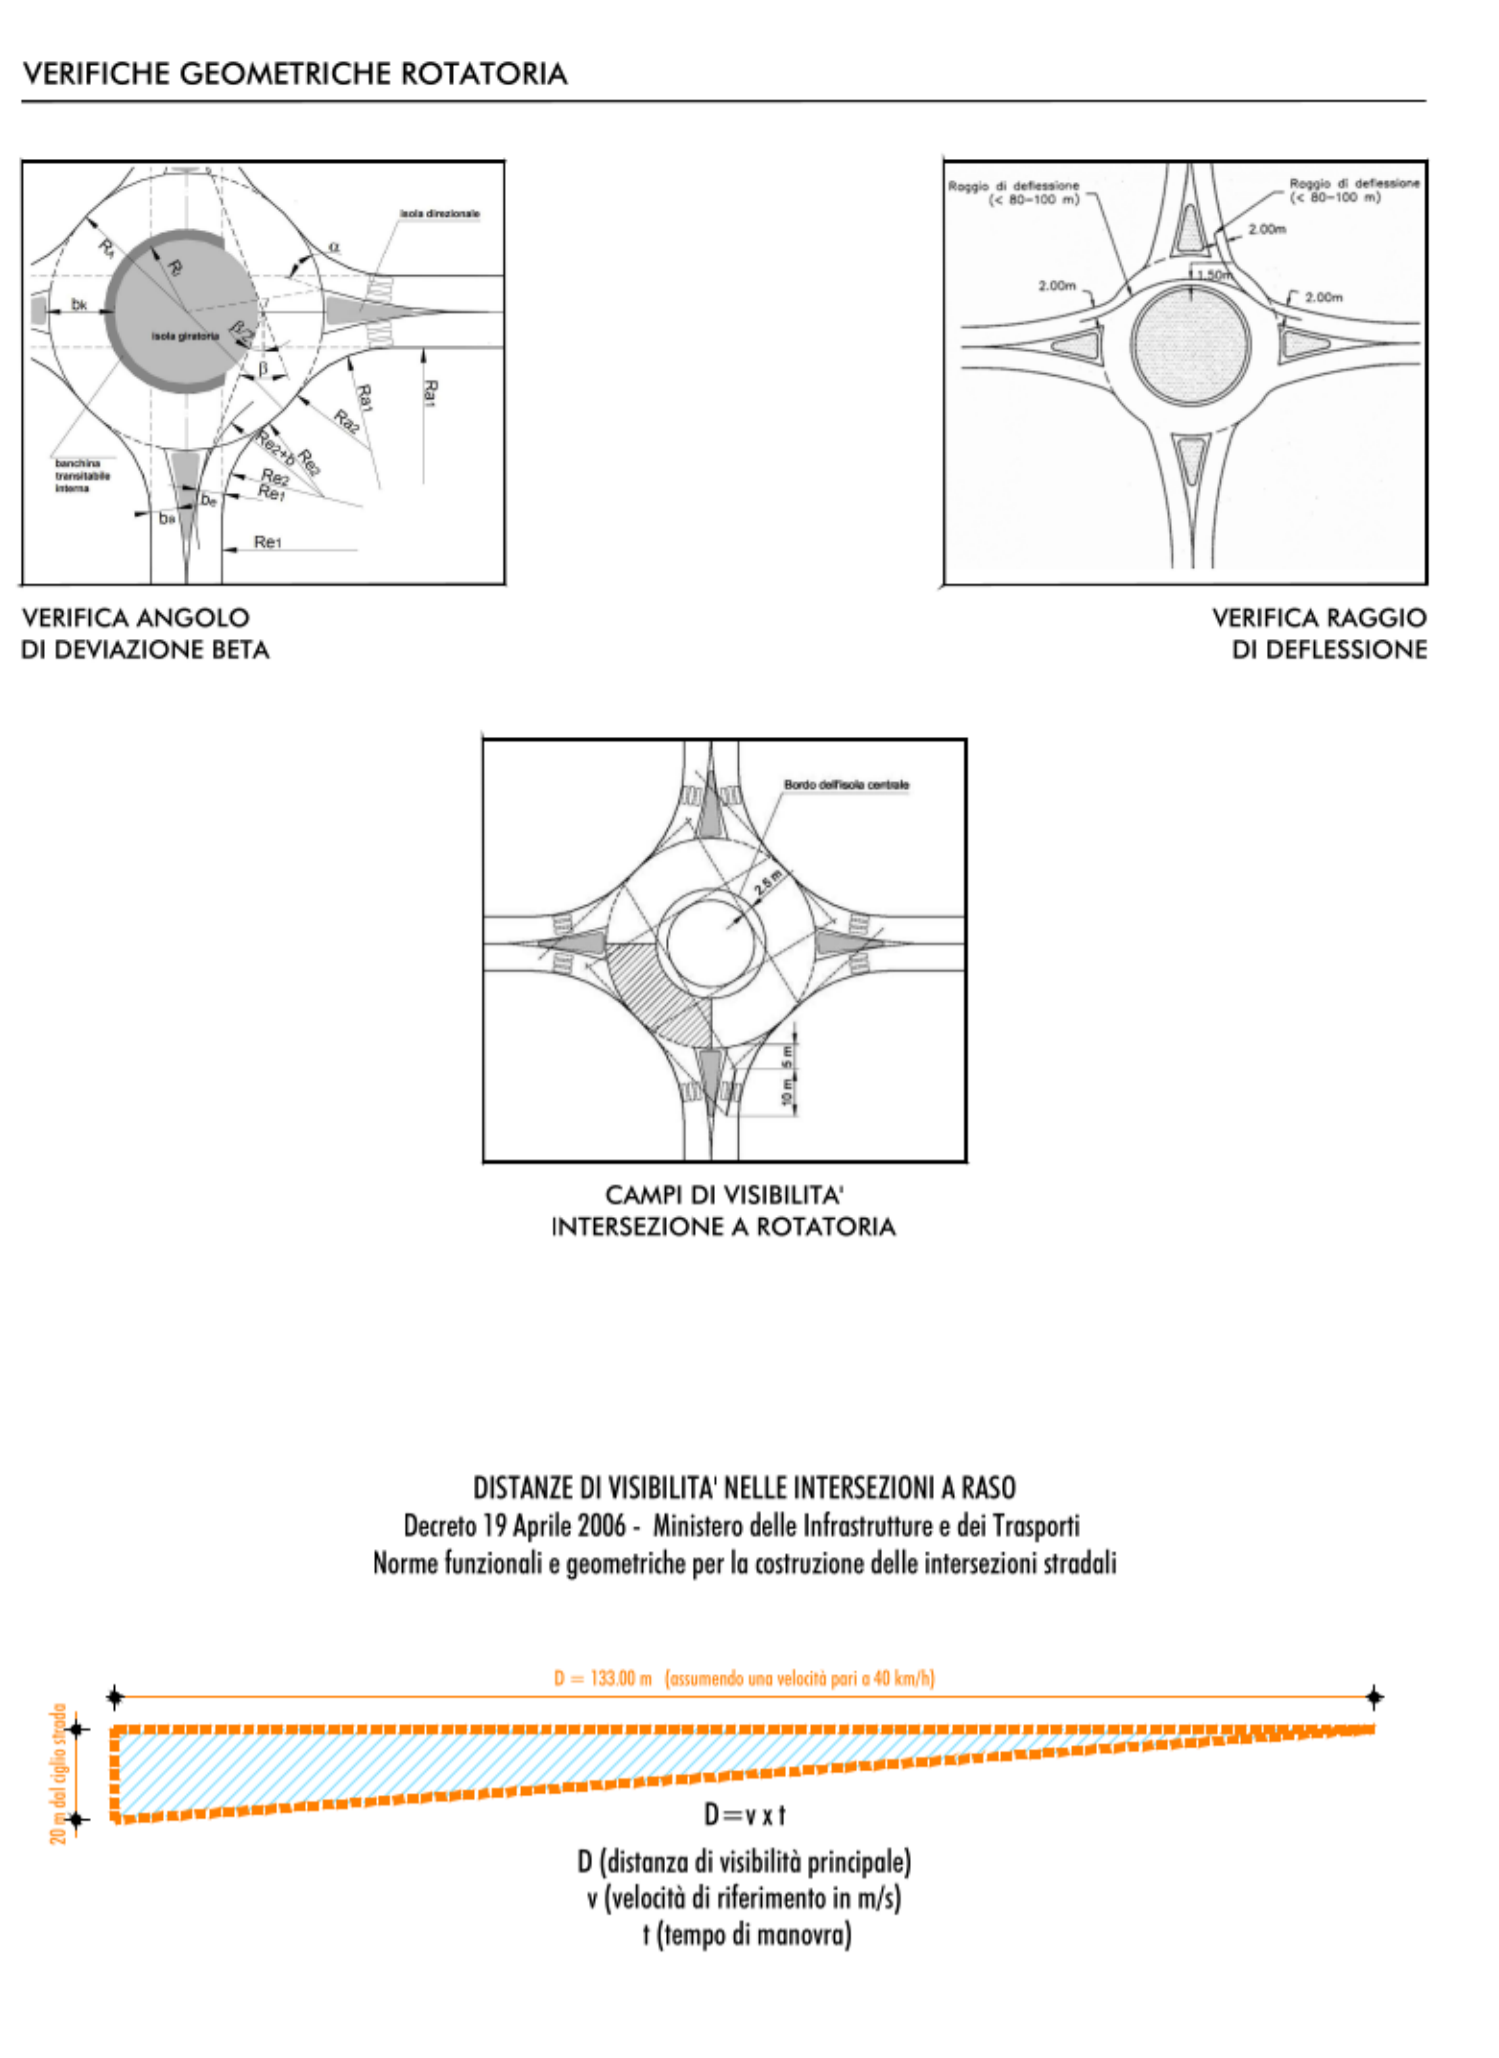 VERIFICHE GEOMETRICHE ROTATORIA
isola direzionale
α
RA
Ri
bk
isola giratoria
γ
β/2
β
Ra1
Ra1
Ra2
Re2+b
Re2
Re2
Re1
be
ba
Re1
banchina
transitabile
interna
VERIFICA ANGOLO
DI DEVIAZIONE BETA
Raggio di deflessione
(< 80-100 m)
Raggio di deflessione
(< 80-100 m)
2.00m
1.50m
2.00m
2.00m
VERIFICA RAGGIO
DI DEFLESSIONE
Bordo dell'isola centrale
2.5 m
5 m
10 m
CAMPI DI VISIBILITA'
INTERSEZIONE A ROTATORIA
DISTANZE DI VISIBILITA' NELLE INTERSEZIONI A RASO
Decreto 19 Aprile 2006 - Ministero delle Infrastrutture e dei Trasporti
Norme funzionali e geometriche per la costruzione delle intersezioni stradali
D = 133.00 m (assumendo una velocità pari a 40 km/h)
20 m dal ciglio strada
D=v x t
D (distanza di visibilità principale)
v (velocità di riferimento in m/s)
t (tempo di manovra)